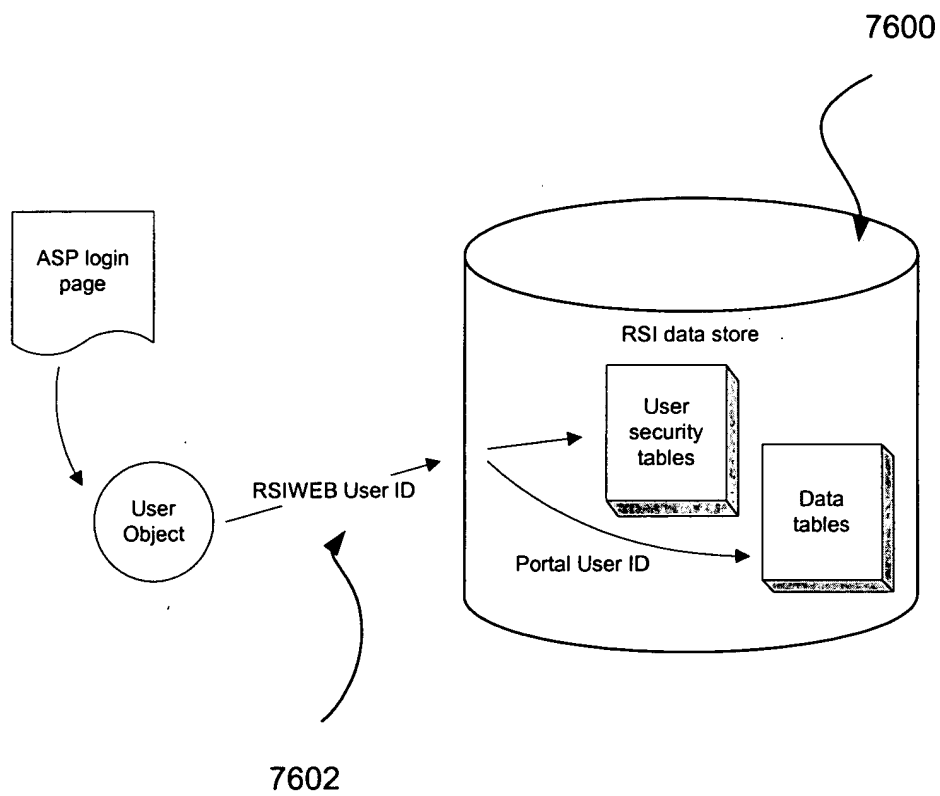 7600
ASP login
page
RSI data store
User
security
tables
RSIWEB User ID
User
Object
Data
tables
Portal User ID
7602